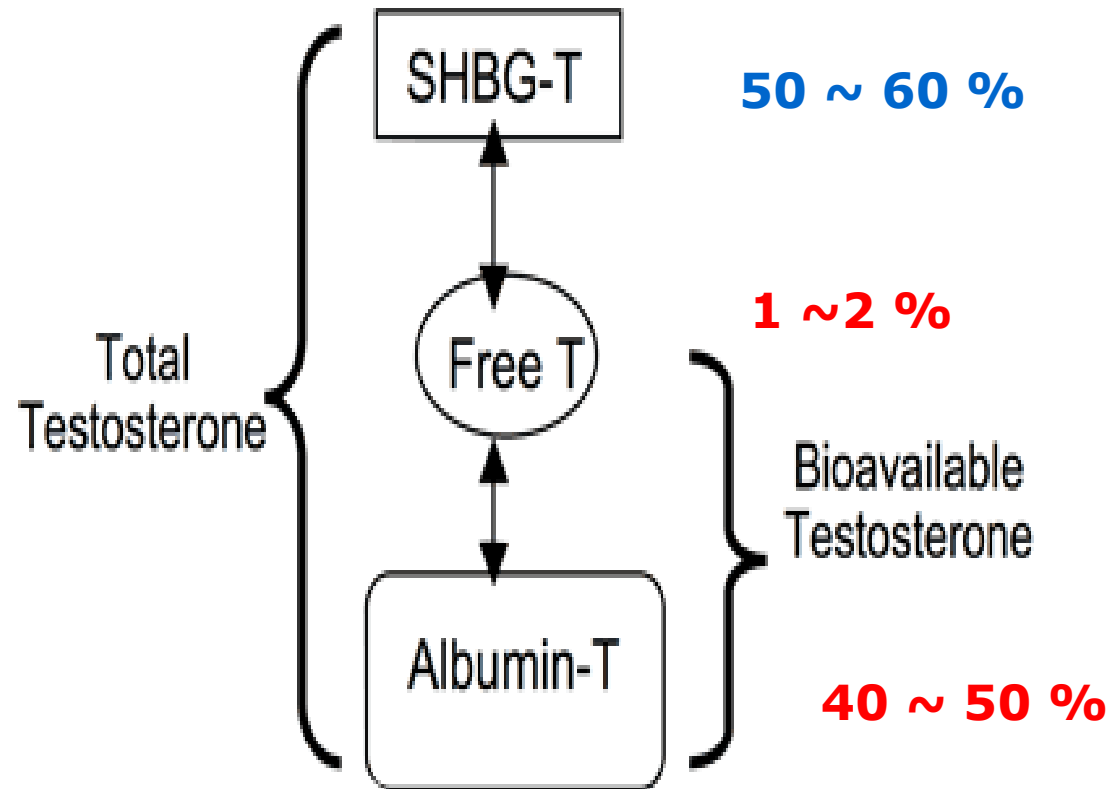 SHBG-T
50 ~ 60 %
1 ~2 %
Free T
Total
Testosterone
Bioavailable
Testosterone
Albumin-T
40 ~ 50 %